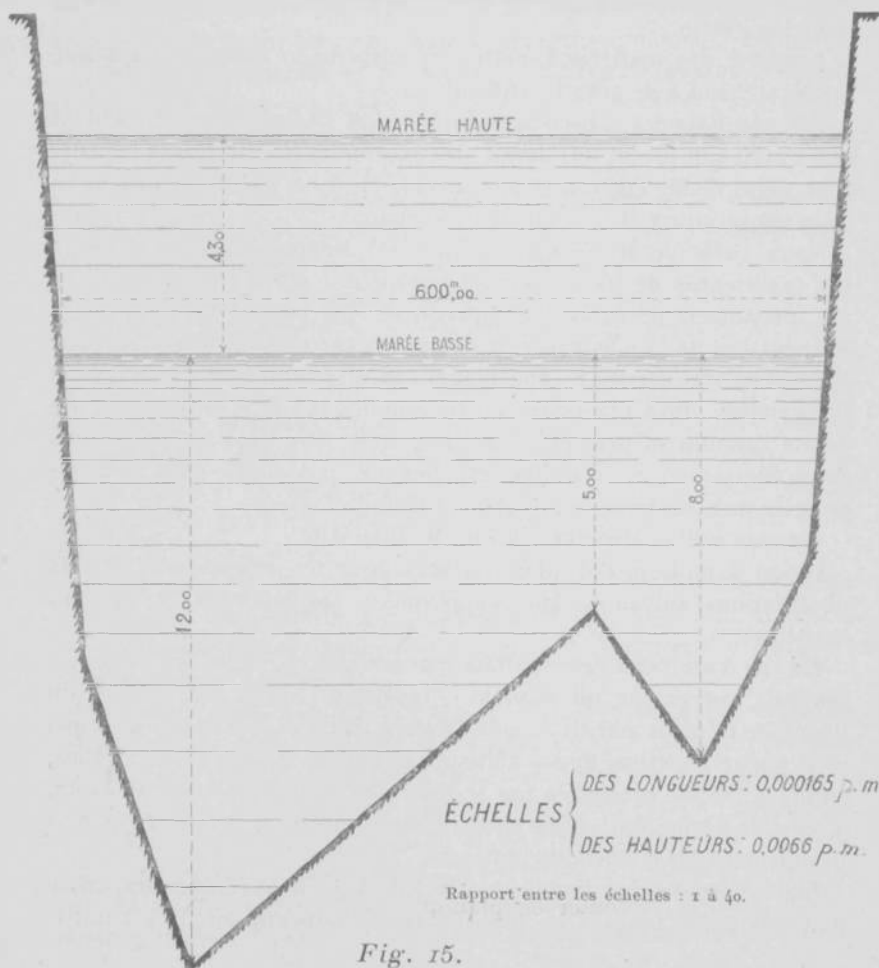 MARÉE HAUTE
4,30
600,ᵐ00
MARÉE BASSE
5,00
8,00
12,00
ÉCHELLES
DES LONGUEURS: 0,000165 p.m
DES HAUTEURS: 0,0066 p.m.
Rapport entre les échelles : 1 à 40.
Fig. 15.